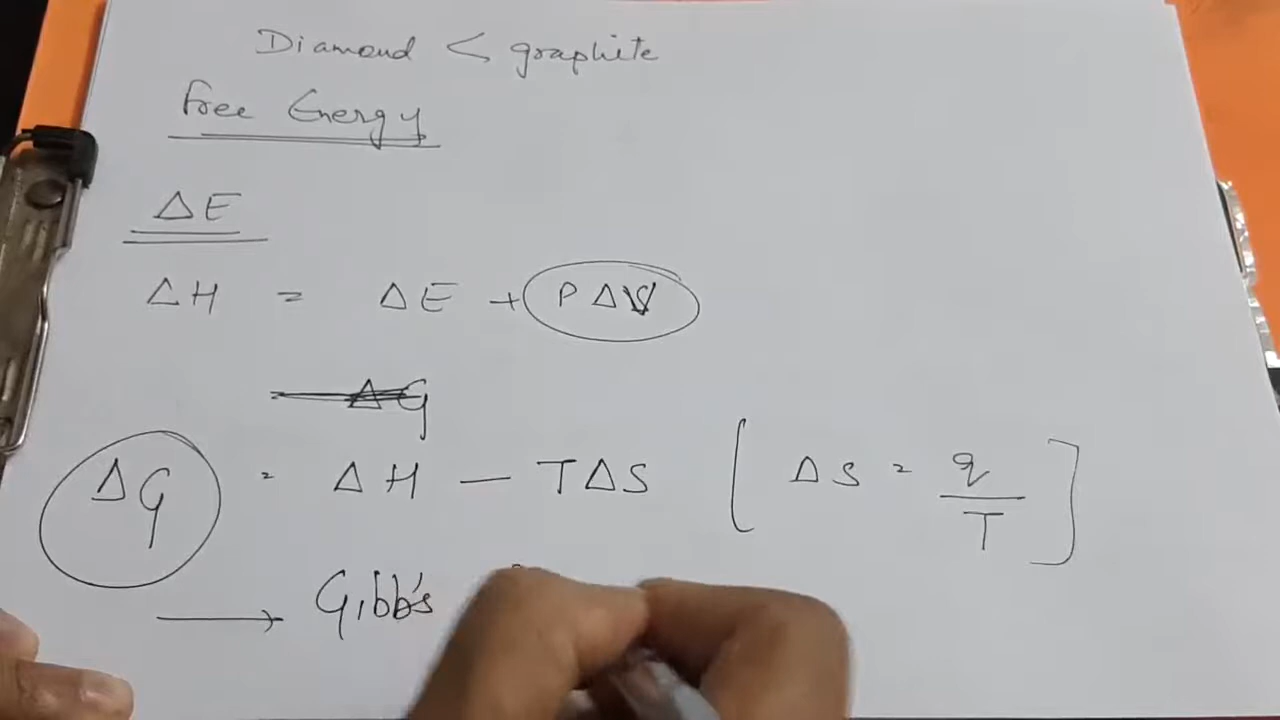 Diamond < graphite
Free Energy
ΔE
ΔH = ΔE + PΔV
ΔG
ΔG = ΔH — TΔS [ ΔS = q/T ]
→ Gibb's